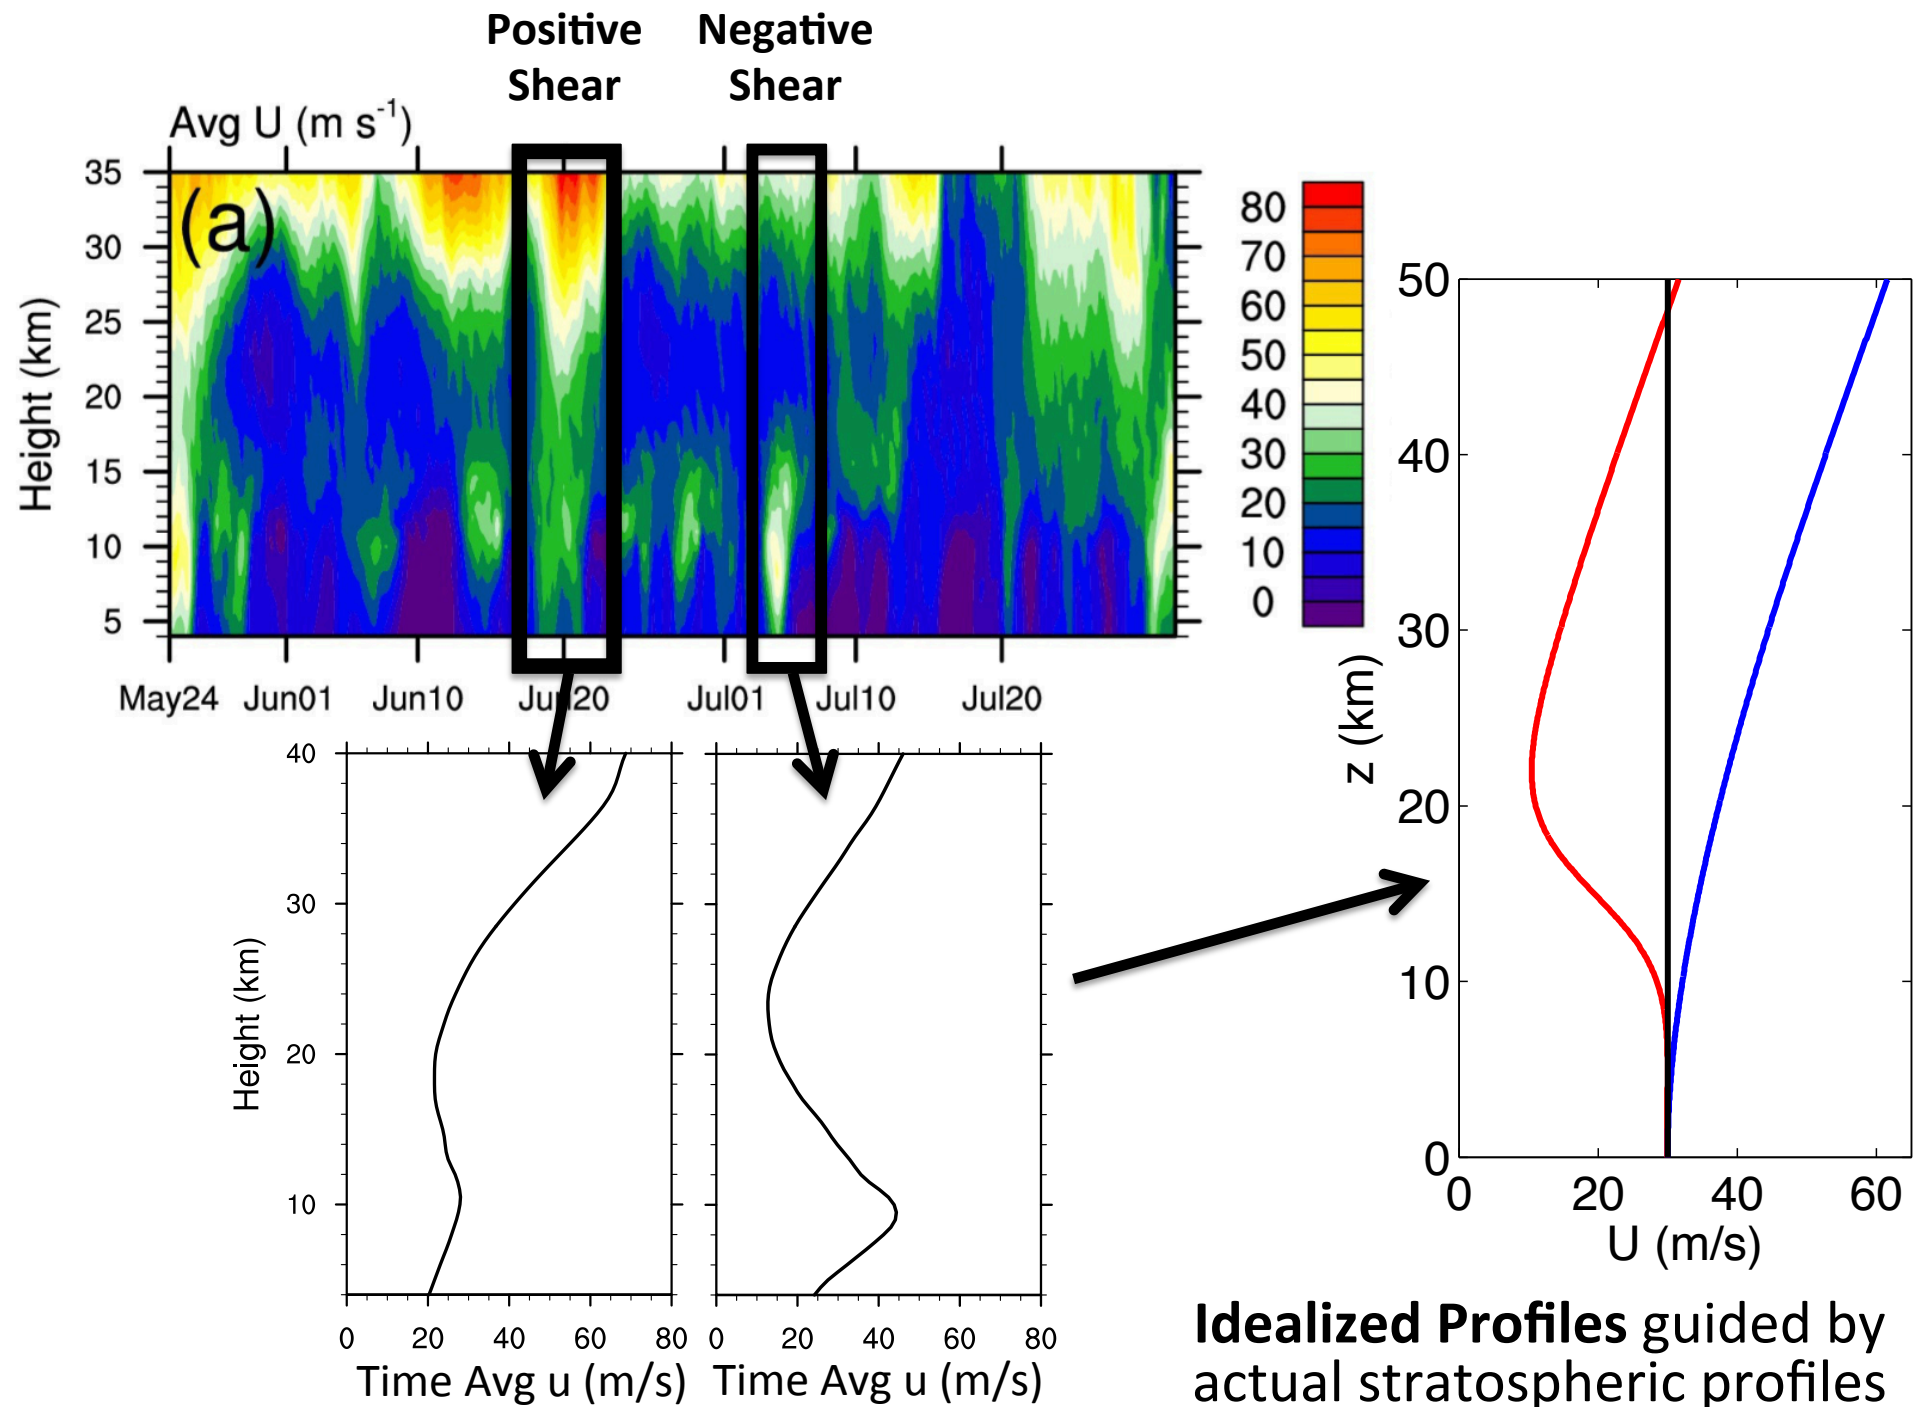 Positive Negative
Shear Shear
Avg U (m s-1)
(a)
35
30
25
20
15
10
5
Height (km)
May24 Jun01 Jun10 Jun20 Jul01 Jul10 Jul20
80
70
60
50
40
30
20
10
0
40
30
20
10
Height (km)
0 20 40 60 80 0 20 40 60 80
Time Avg u (m/s) Time Avg u (m/s)
50
40
30
20
10
0
z (km)
0 20 40 60
U (m/s)
Idealized Profiles guided by
actual stratospheric profiles